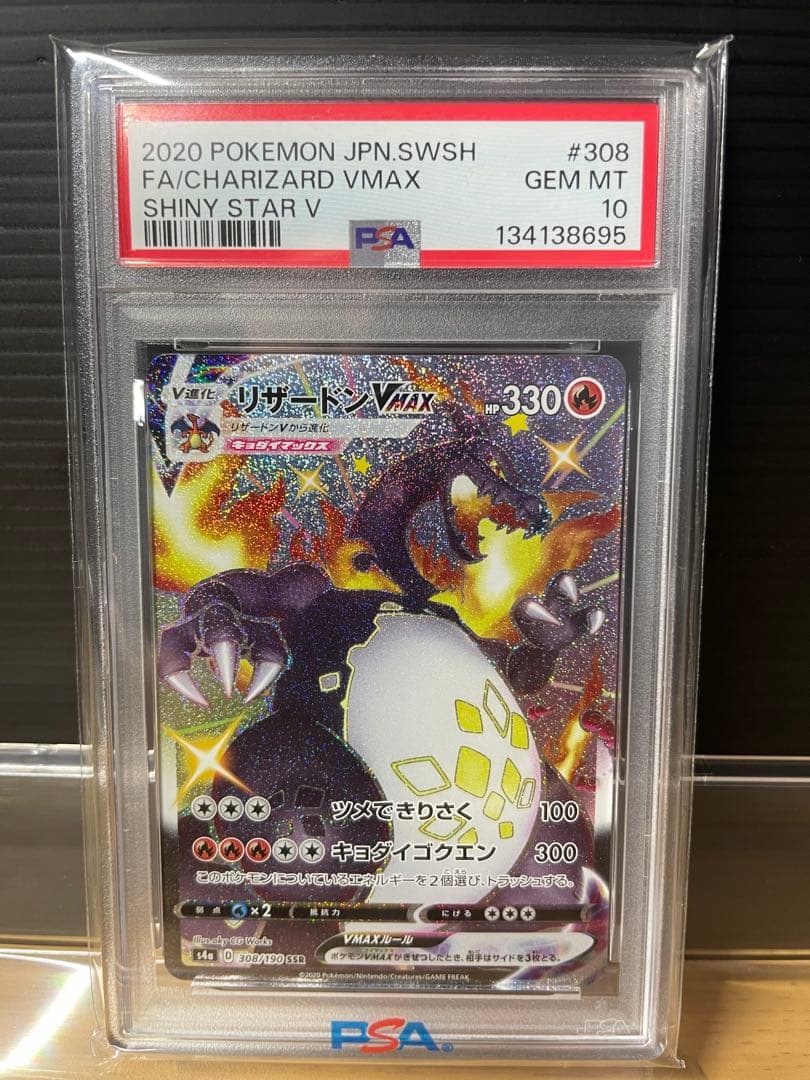 2020 POKEMON JPN.SWSH #308
FA/CHARIZARD VMAX GEM MT
SHINY STAR V 10
PSA 134138695
V進化 リザードンVMAX HP 330
リザードンVから進化
キョダイマックス
ツメできりさく 100
キョダイゴクエン 300
このポケモンについているエネルギーを2個選び、トラッシュする。
弱点 ×2 抵抗力 にげる
Illus.aky CG Works
VMAXルール
s4a D 308/190 SSR
ポケモンVMAXがきぜつしたとき、相手はサイドを3枚とる。
©2020 Pokémon/Nintendo/Creatures/GAME FREAK
PSA®
PSA